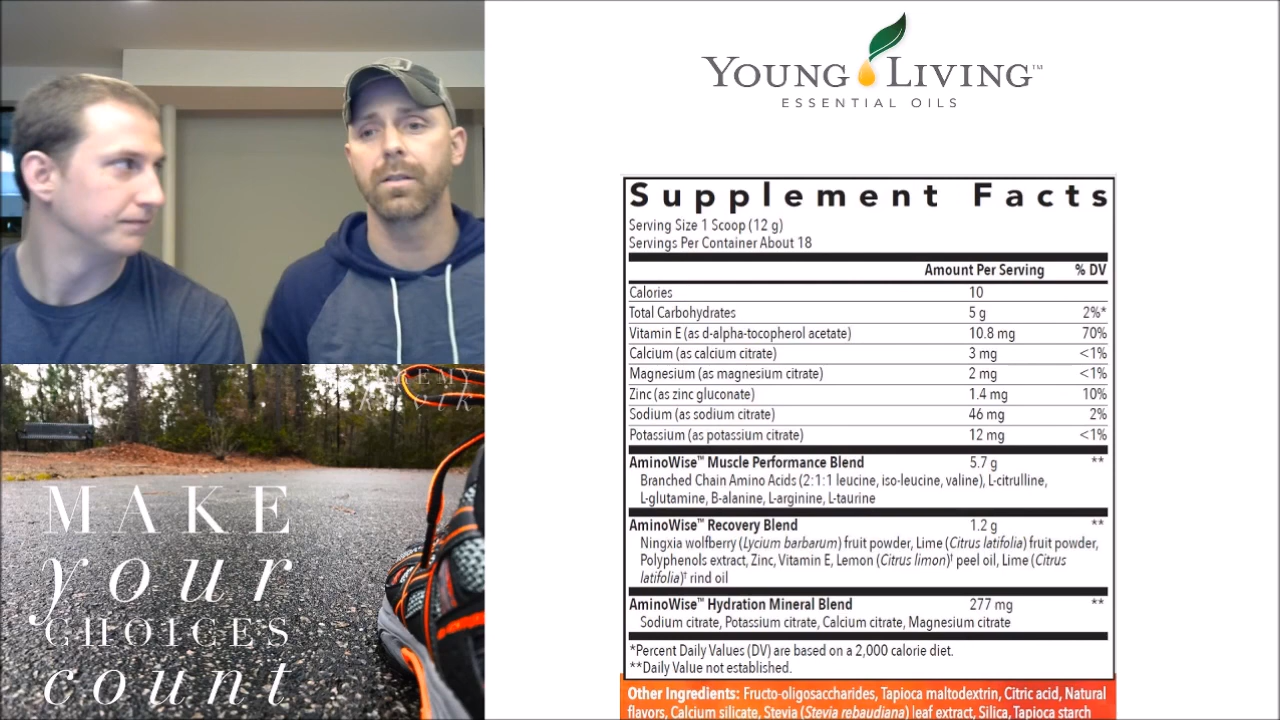 YOUNG LIVING™
ESSENTIAL OILS
Supplement Facts
Serving Size 1 Scoop (12 g)
Servings Per Container About 18
Amount Per Serving % DV
Calories 10
Total Carbohydrates 5 g 2%*
Vitamin E (as d-alpha-tocopherol acetate) 10.8 mg 70%
Calcium (as calcium citrate) 3 mg <1%
Magnesium (as magnesium citrate) 2 mg <1%
Zinc (as zinc gluconate) 1.4 mg 10%
Sodium (as sodium citrate) 46 mg 2%
Potassium (as potassium citrate) 12 mg <1%
AminoWise™ Muscle Performance Blend 5.7 g **
Branched Chain Amino Acids (2:1:1 leucine, iso-leucine, valine), L-citrulline,
L-glutamine, B-alanine, L-arginine, L-taurine
AminoWise™ Recovery Blend 1.2 g **
Ningxia wolfberry (Lycium barbarum) fruit powder, Lime (Citrus latifolia) fruit powder,
Polyphenols extract, Zinc, Vitamin E, Lemon (Citrus limon)† peel oil, Lime (Citrus
latifolia)† rind oil
AminoWise™ Hydration Mineral Blend 277 mg **
Sodium citrate, Potassium citrate, Calcium citrate, Magnesium citrate
*Percent Daily Values (DV) are based on a 2,000 calorie diet.
**Daily Value not established.
Other Ingredients: Fructo-oligosaccharides, Tapioca maltodextrin, Citric acid, Natural
flavors, Calcium silicate, Stevia (Stevia rebaudiana) leaf extract, Silica, Tapioca starch
MAKE
your
CHOICES
count